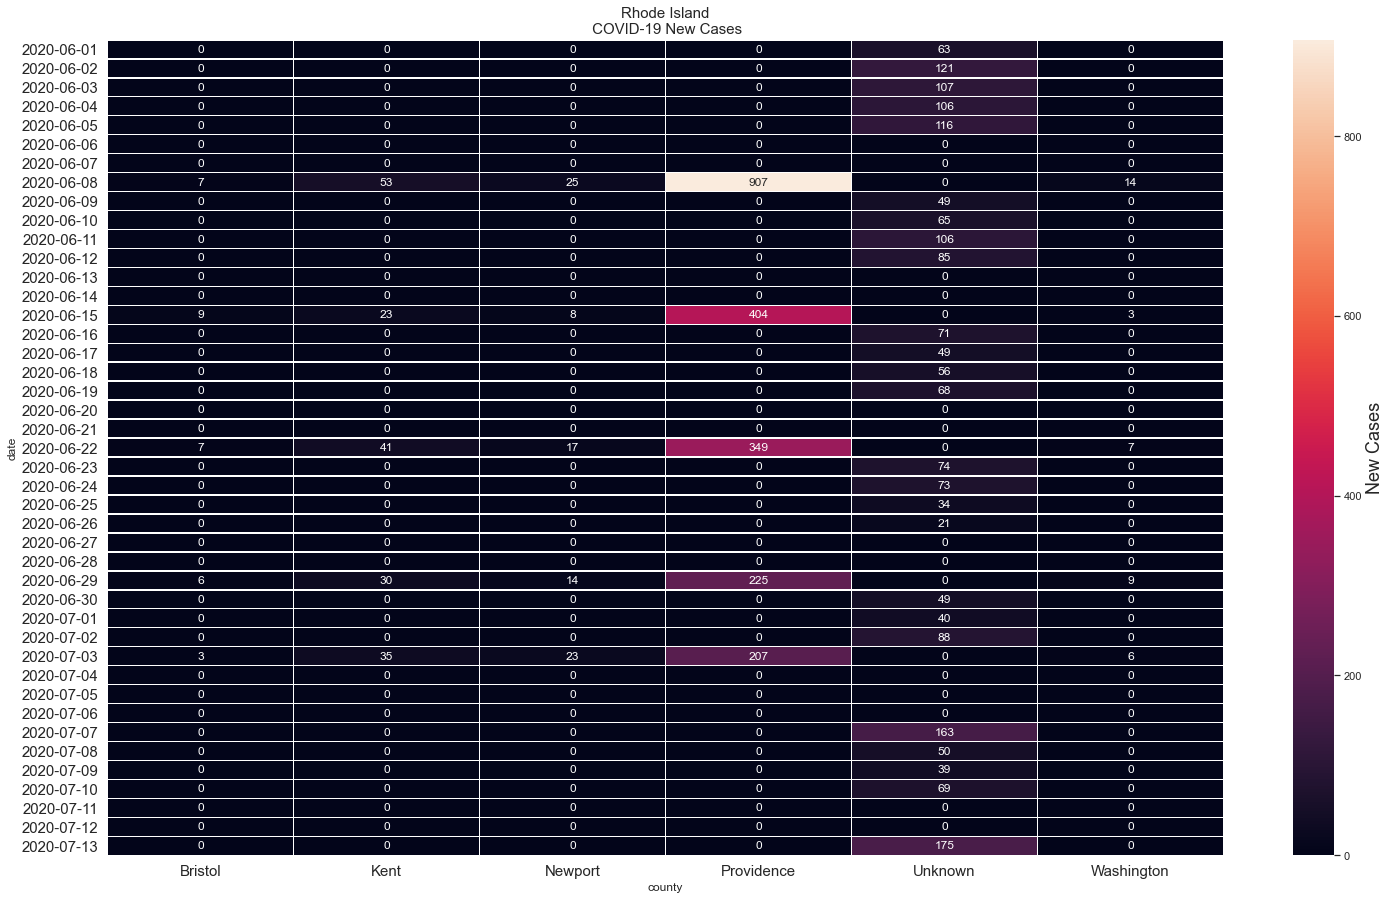 Rhode Island
COVID-19 New Cases
2020-06-01 0 0 0 0 63 0
2020-06-02 0 0 0 0 121 0
2020-06-03 0 0 0 0 107 0
2020-06-04 0 0 0 0 106 0
2020-06-05 0 0 0 0 116 0
2020-06-06 0 0 0 0 0 0
2020-06-07 0 0 0 0 0 0
2020-06-08 7 53 25 907 0 14
2020-06-09 0 0 0 0 49 0
2020-06-10 0 0 0 0 65 0
2020-06-11 0 0 0 0 106 0
2020-06-12 0 0 0 0 85 0
2020-06-13 0 0 0 0 0 0
2020-06-14 0 0 0 0 0 0
2020-06-15 9 23 8 404 0 3
2020-06-16 0 0 0 0 71 0
2020-06-17 0 0 0 0 49 0
2020-06-18 0 0 0 0 56 0
2020-06-19 0 0 0 0 68 0
2020-06-20 0 0 0 0 0 0
2020-06-21 0 0 0 0 0 0
2020-06-22 7 41 17 349 0 7
2020-06-23 0 0 0 0 74 0
2020-06-24 0 0 0 0 73 0
2020-06-25 0 0 0 0 34 0
2020-06-26 0 0 0 0 21 0
2020-06-27 0 0 0 0 0 0
2020-06-28 0 0 0 0 0 0
2020-06-29 6 30 14 225 0 9
2020-06-30 0 0 0 0 49 0
2020-07-01 0 0 0 0 40 0
2020-07-02 0 0 0 0 88 0
2020-07-03 3 35 23 207 0 6
2020-07-04 0 0 0 0 0 0
2020-07-05 0 0 0 0 0 0
2020-07-06 0 0 0 0 0 0
2020-07-07 0 0 0 0 163 0
2020-07-08 0 0 0 0 50 0
2020-07-09 0 0 0 0 39 0
2020-07-10 0 0 0 0 69 0
2020-07-11 0 0 0 0 0 0
2020-07-12 0 0 0 0 0 0
2020-07-13 0 0 0 0 175 0
Bristol Kent Newport Providence Unknown Washington
county
date
800
600
400
200
0
New Cases